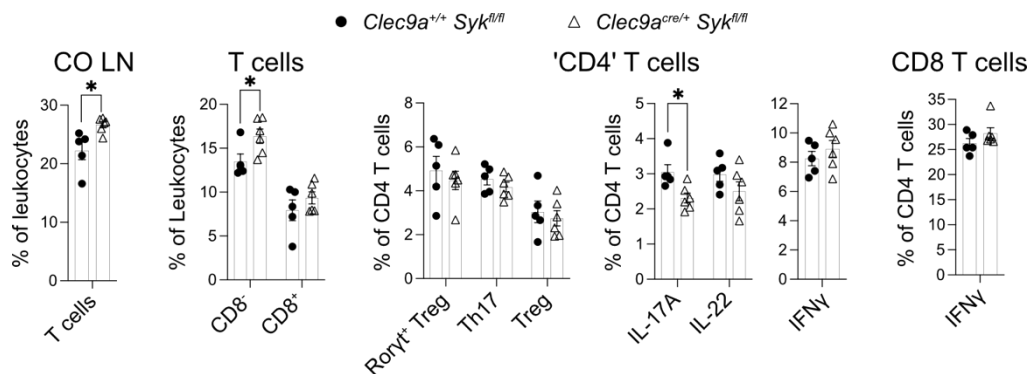 ● Clec9a+/+ Sykfl/fl △ Clec9acre/+ Sykfl/fl
CO LN
T cells
'CD4' T cells
CD8 T cells
% of leukocytes
30
20
10
0
*
T cells
% of Leukocytes
20
15
10
5
0
*
CD8-
CD8+
% of CD4 T cells
8
6
4
2
0
Rorγt+ Treg
Th17
Treg
% of CD4 T cells
5
4
3
2
1
0
*
IL-17A
IL-22
14
12
10
8
6
4
2
0
IFNγ
% of CD4 T cells
35
30
25
20
15
10
5
0
IFNγ